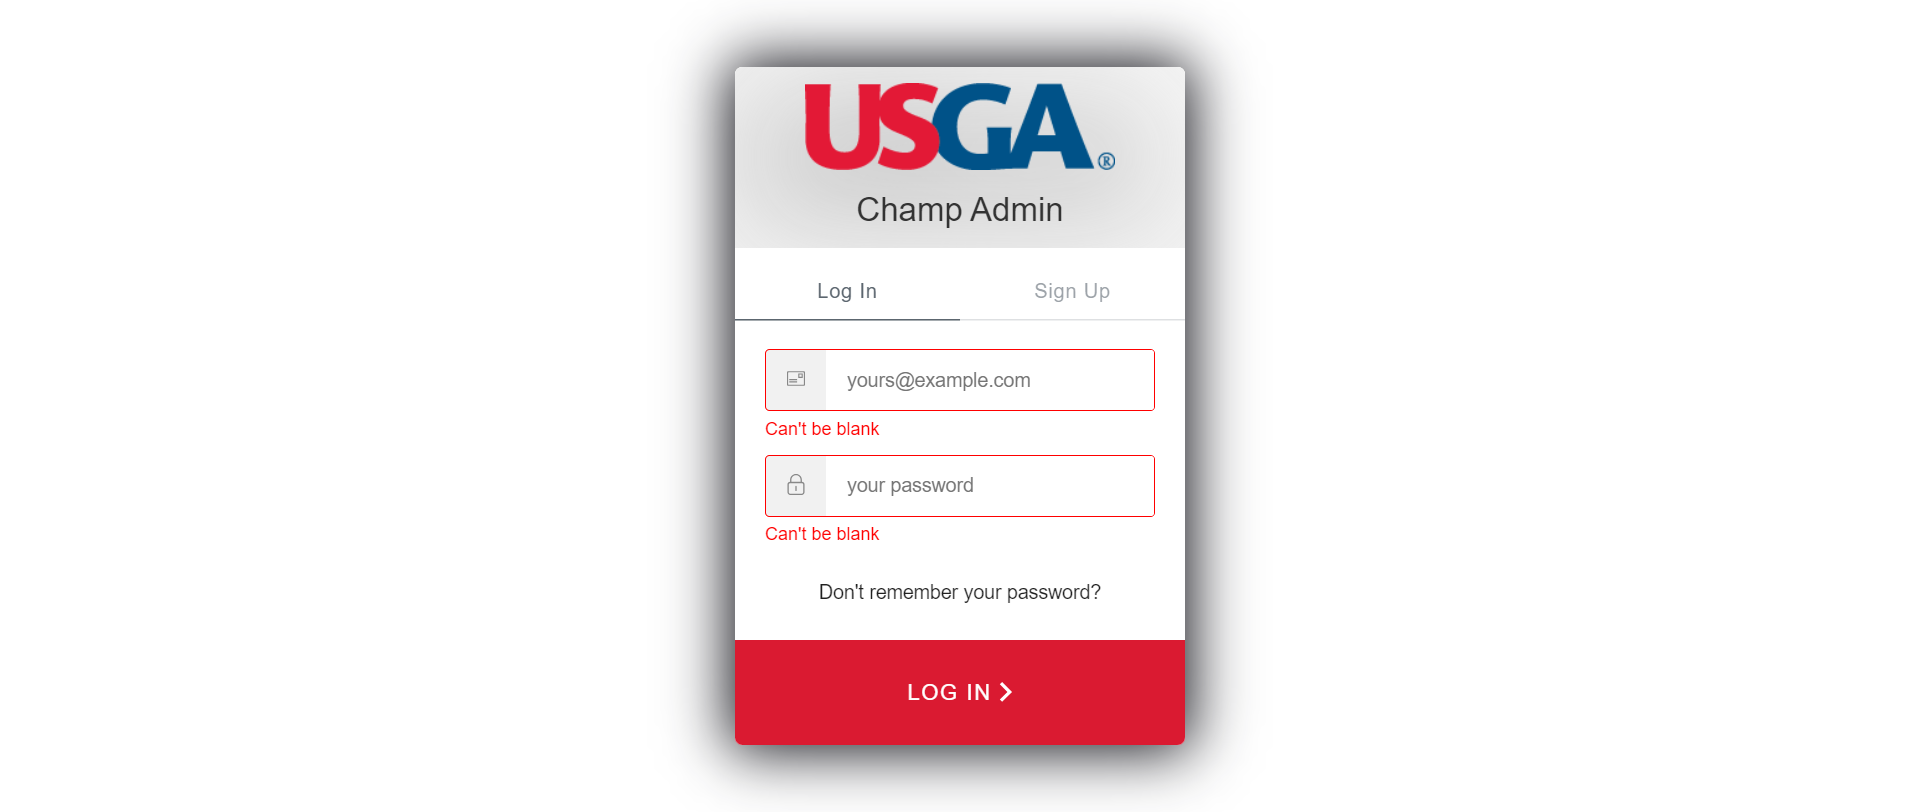 USGA®
Champ Admin
Log In
Sign Up
yours@example.com
Can't be blank
your password
Can't be blank
Don't remember your password?
LOG IN